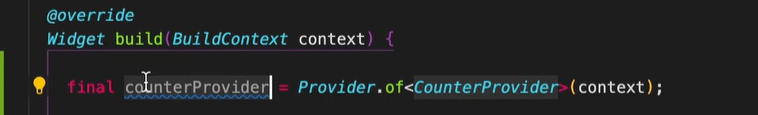 @override
Widget build(BuildContext context) {
final counterProvider = Provider.of<CounterProvider>(context);